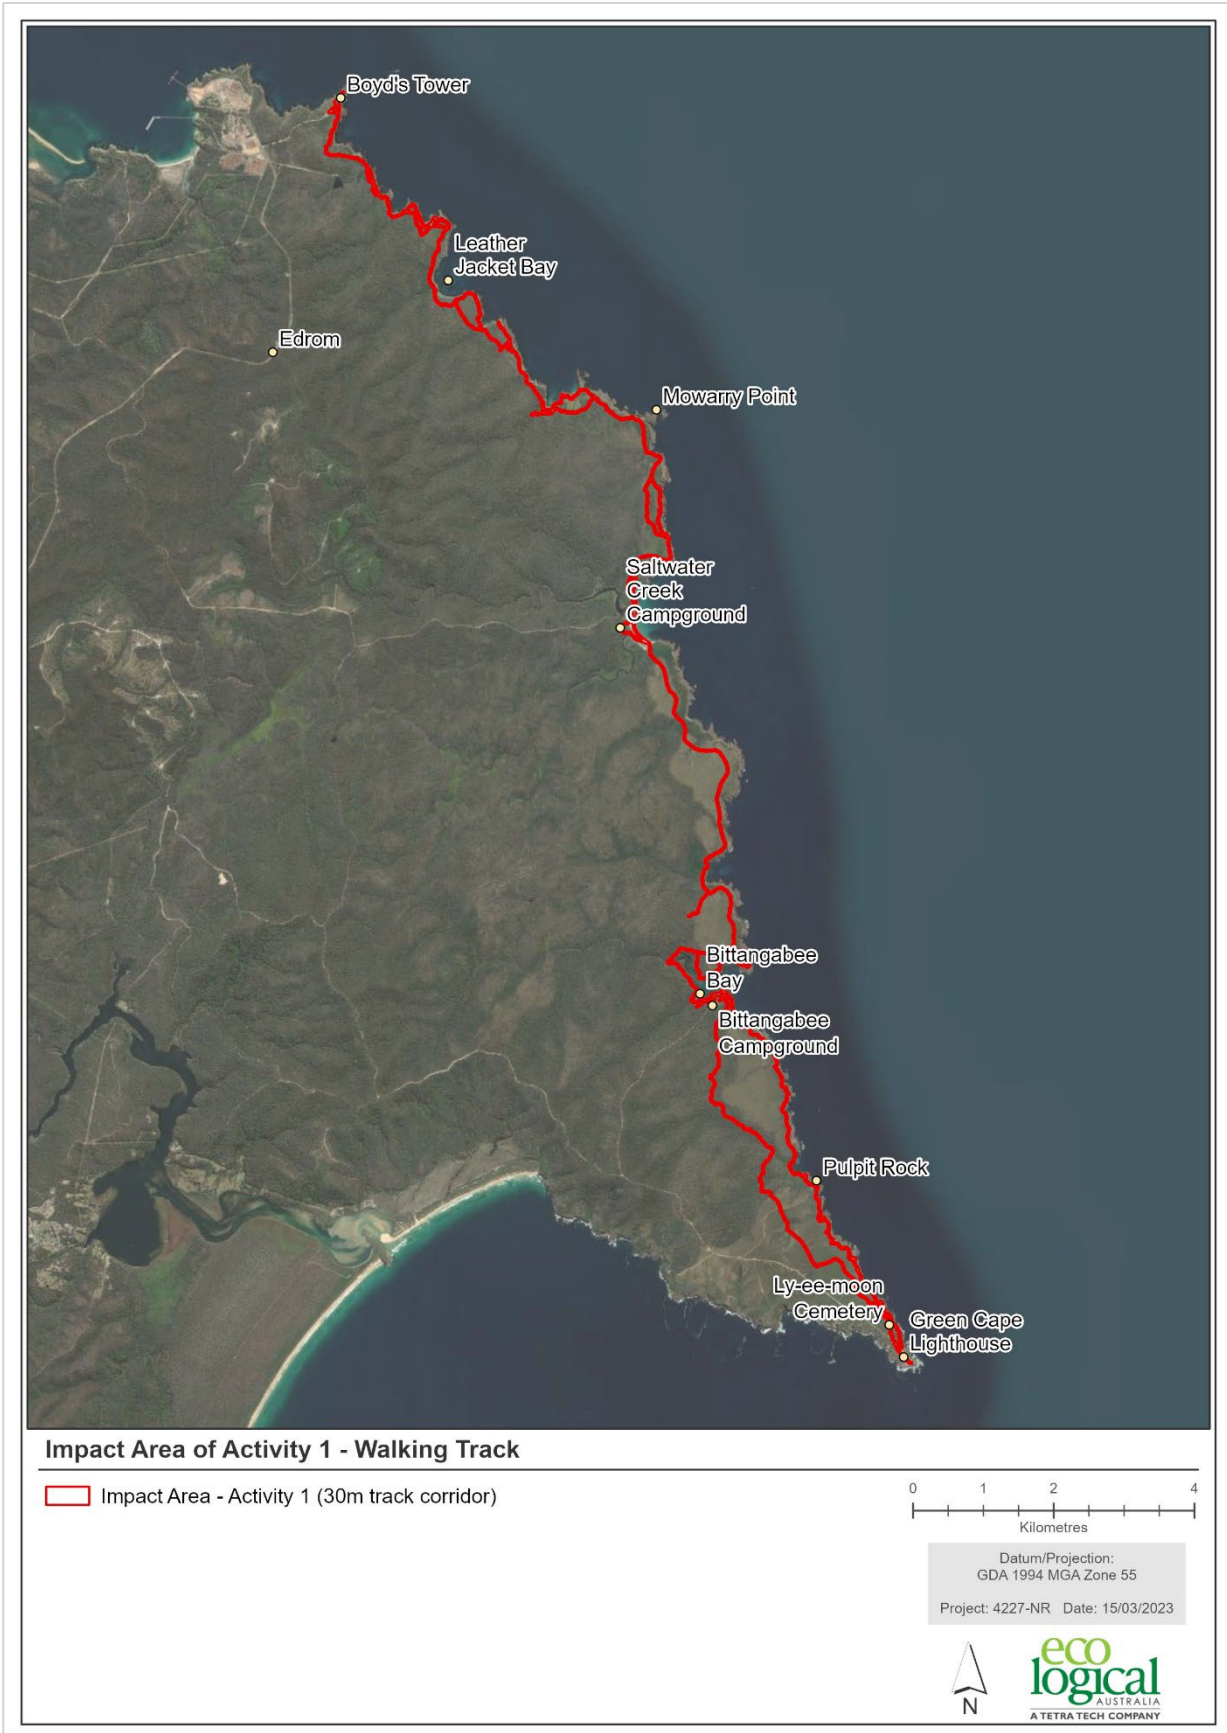 Boyd's Tower
Leather
Jacket Bay
Edrom
Mowarry Point
Saltwater
Creek
Campground
Bittangabee
Bay
Bittangabee
Campground
Pulpit Rock
Ly-ee-moon
Cemetery
Green Cape
Lighthouse
Impact Area of Activity 1 - Walking Track
Impact Area - Activity 1 (30m track corridor)
0 1 2 4
Kilometres
Datum/Projection:
GDA 1994 MGA Zone 55
Project: 4227-NR Date: 15/03/2023
N
eco
logical
AUSTRALIA
A TETRA TECH COMPANY